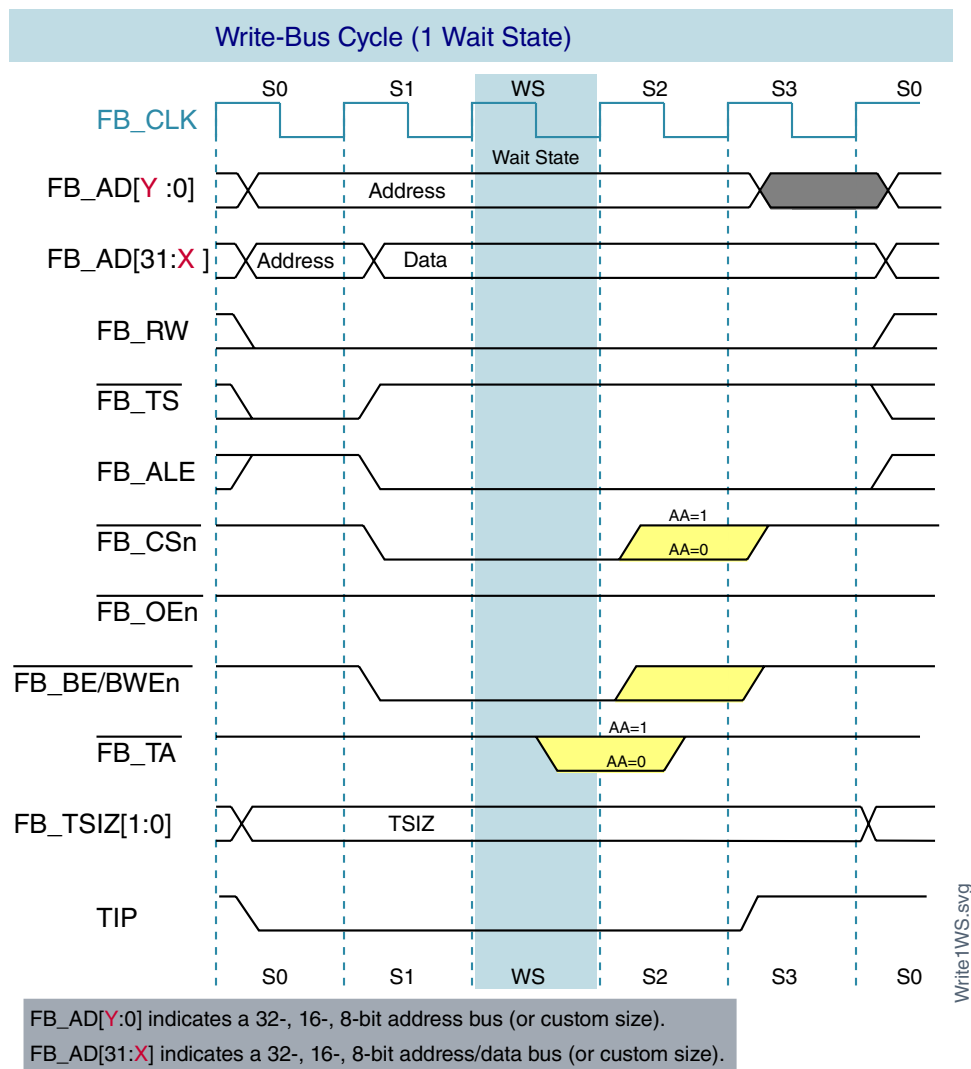 Write-Bus Cycle (1 Wait State)
S0 S1 WS S2 S3 S0
FB_CLK
Wait State
FB_AD[Y :0] Address
FB_AD[31:X ] Address Data
FB_RW
FB_TS
FB_ALE
AA=1
FB_CSn AA=0
FB_OEn
FB_BE/BWEn
AA=1
FB_TA AA=0
FB_TSIZ[1:0] TSIZ
TIP
S0 S1 WS S2 S3 S0
Write1WS.svg
FB_AD[Y:0] indicates a 32-, 16-, 8-bit address bus (or custom size).
FB_AD[31:X] indicates a 32-, 16-, 8-bit address/data bus (or custom size).